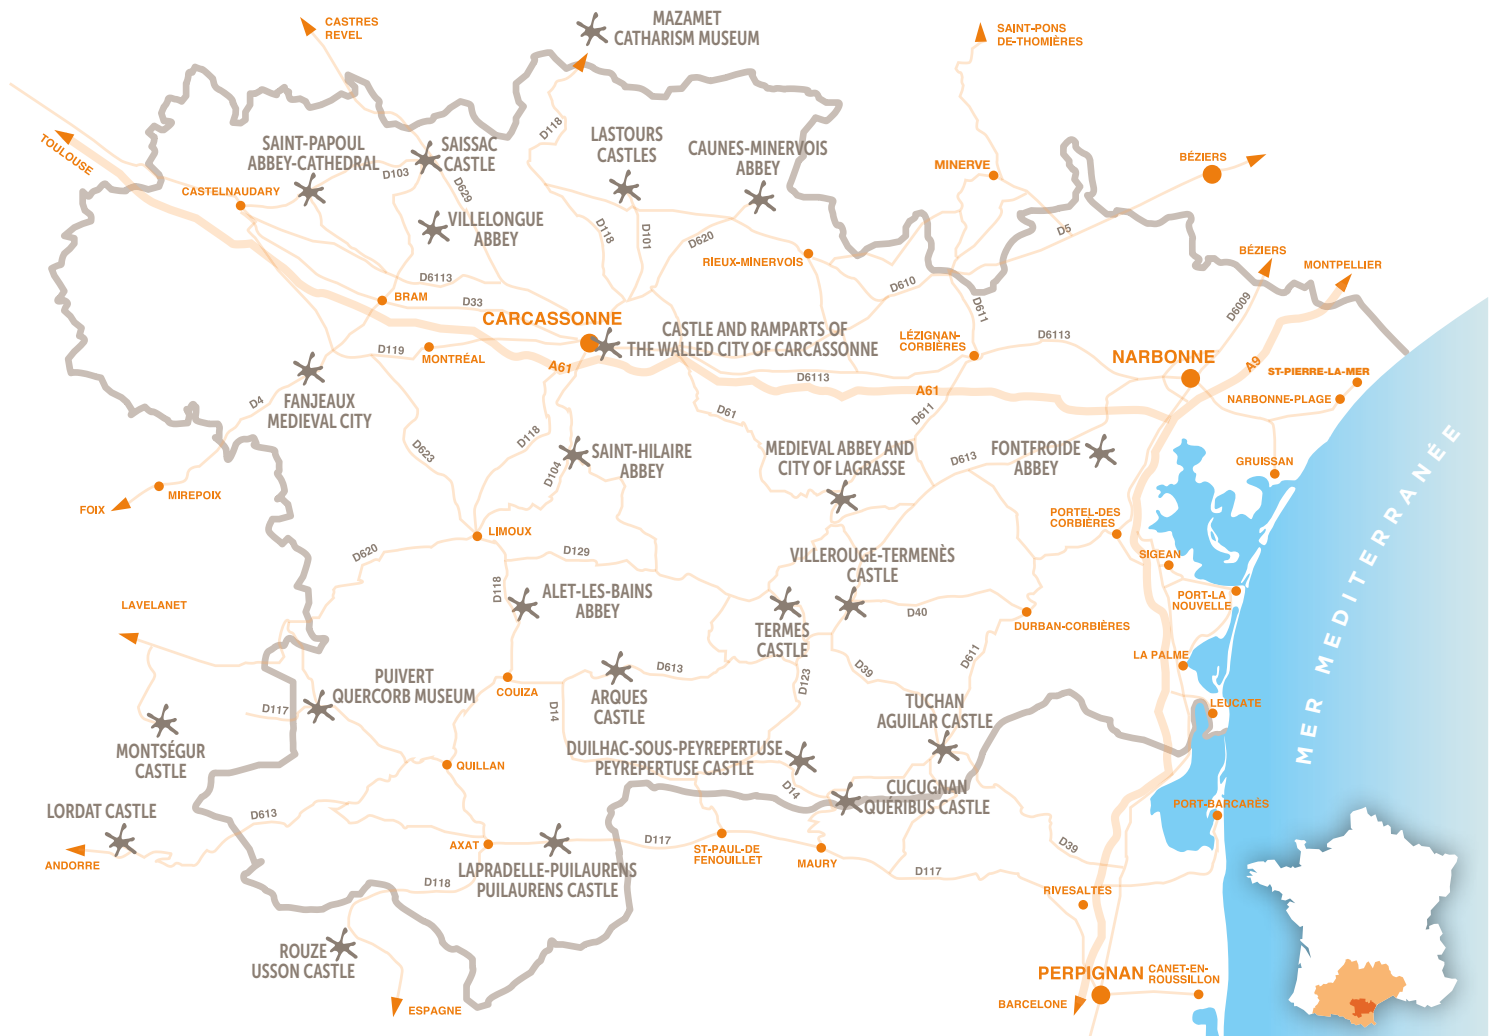 MAZAMET
CATHARISM MUSEUM
CASTRES
REVEL
SAINT-PONS
DE-THOMIÈRES
TOULOUSE
SAINT-PAPOUL
ABBEY-CATHEDRAL
SAISSAC
CASTLE
D118
LASTOURS
CASTLES
CAUNES-MINERVOIS
ABBEY
MINERVE
BÉZIERS
CASTELNAUDARY
D103
D629
VILLELONGUE
ABBEY
D118
D101
D620
D5
RIEUX-MINERVOIS
BÉZIERS
MONTPELLIER
D6113
D610
BRAM
D33
D611
D6009
CARCASSONNE
CASTLE AND RAMPARTS OF
THE WALLED CITY OF CARCASSONNE
LÉZIGNAN-
CORBIÈRES
D6113
NARBONNE
D119
MONTRÉAL
A61
D6113
A61
A9
ST-PIERRE-LA-MER
NARBONNE-PLAGE
FANJEAUX
MEDIEVAL CITY
D4
D61
D611
D623
D118
D104
SAINT-HILAIRE
ABBEY
MEDIEVAL ABBEY AND
CITY OF LAGRASSE
D613
FONTFROIDE
ABBEY
GRUISSAN
MER MEDITERRANÉE
MIREPOIX
FOIX
LIMOUX
PORTEL-DES
CORBIÈRES
D620
D129
VILLEROUGE-TERMENÈS
CASTLE
SIGEAN
D118
ALET-LES-BAINS
ABBEY
PORT-LA
NOUVELLE
LAVELANET
D40
TERMES
CASTLE
DURBAN-CORBIÈRES
D39
D611
LA PALME
PUIVERT
QUERCORB MUSEUM
COUIZA
ARQUES
CASTLE
D613
D123
D117
D14
TUCHAN
AGUILAR CASTLE
LEUCATE
MONTSÉGUR
CASTLE
DUILHAC-SOUS-PEYREPERTUSE
PEYREPERTUSE CASTLE
QUILLAN
D14
CUCUGNAN
QUÉRIBUS CASTLE
PORT-BARCARÈS
LORDAT CASTLE
D613
AXAT
D117
ST-PAUL-DE
FENOUILLET
MAURY
D39
ANDORRE
LAPRADELLE-PUILAURENS
PUILAURENS CASTLE
D118
D117
RIVESALTES
ROUZE
USSON CASTLE
PERPIGNAN
CANET-EN-
ROUSSILLON
BARCELONE
ESPAGNE